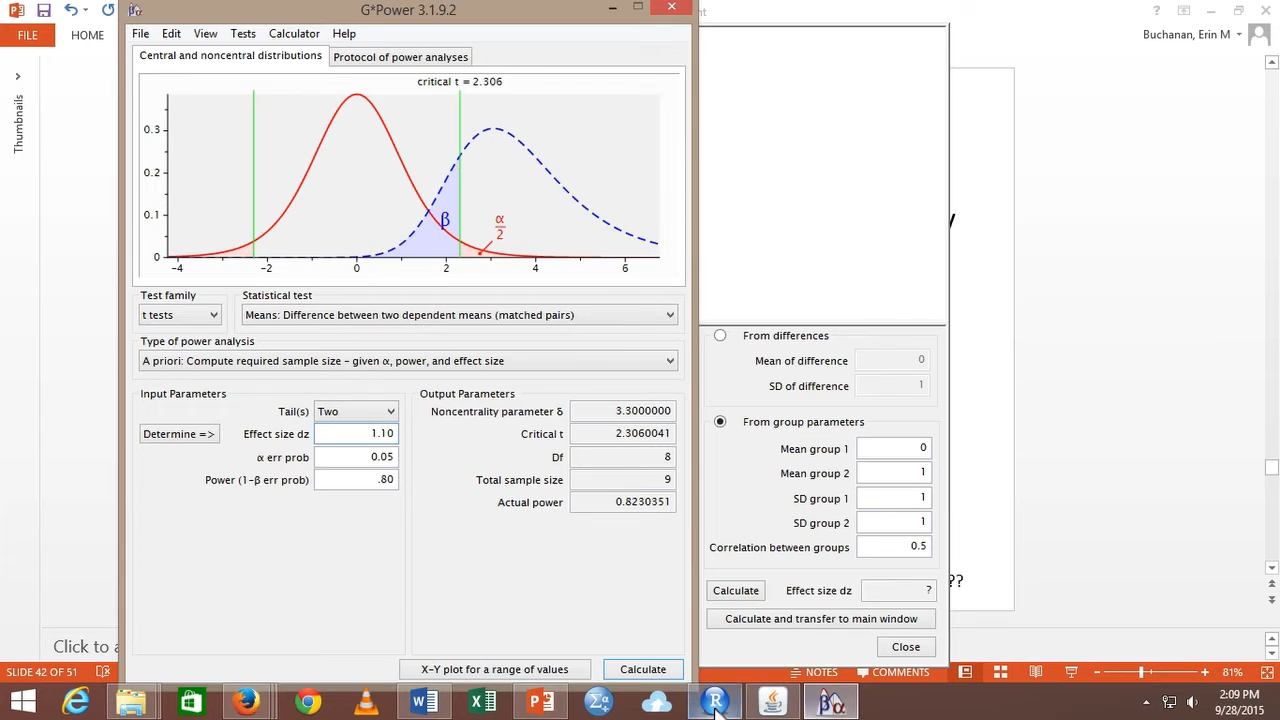 FILE
HOME
Buchanan, Erin M
Thumbnails
G*Power 3.1.9.2
File Edit View Tests Calculator Help
Central and noncentral distributions
Protocol of power analyses
critical t = 2.306
0.3
0.2
0.1
0
β
α
2
-4 -2 0 2 4 6
Test family
Statistical test
t tests
Means: Difference between two dependent means (matched pairs)
Type of power analysis
A priori: Compute required sample size – given α, power, and effect size
Input Parameters
Tail(s) Two
Determine => Effect size dz 1.10
α err prob 0.05
Power (1-β err prob) .80
Output Parameters
Noncentrality parameter δ 3.3000000
Critical t 2.3060041
Df 8
Total sample size 9
Actual power 0.8230351
X-Y plot for a range of values
Calculate
From differences
Mean of difference 0
SD of difference 1
From group parameters
Mean group 1 0
Mean group 2 1
SD group 1 1
SD group 2 1
Correlation between groups 0.5
Calculate Effect size dz ?
Calculate and transfer to main window
Close
??
Click to a
SLIDE 42 OF 51
NOTES
COMMENTS
81%
2:09 PM
9/28/2015